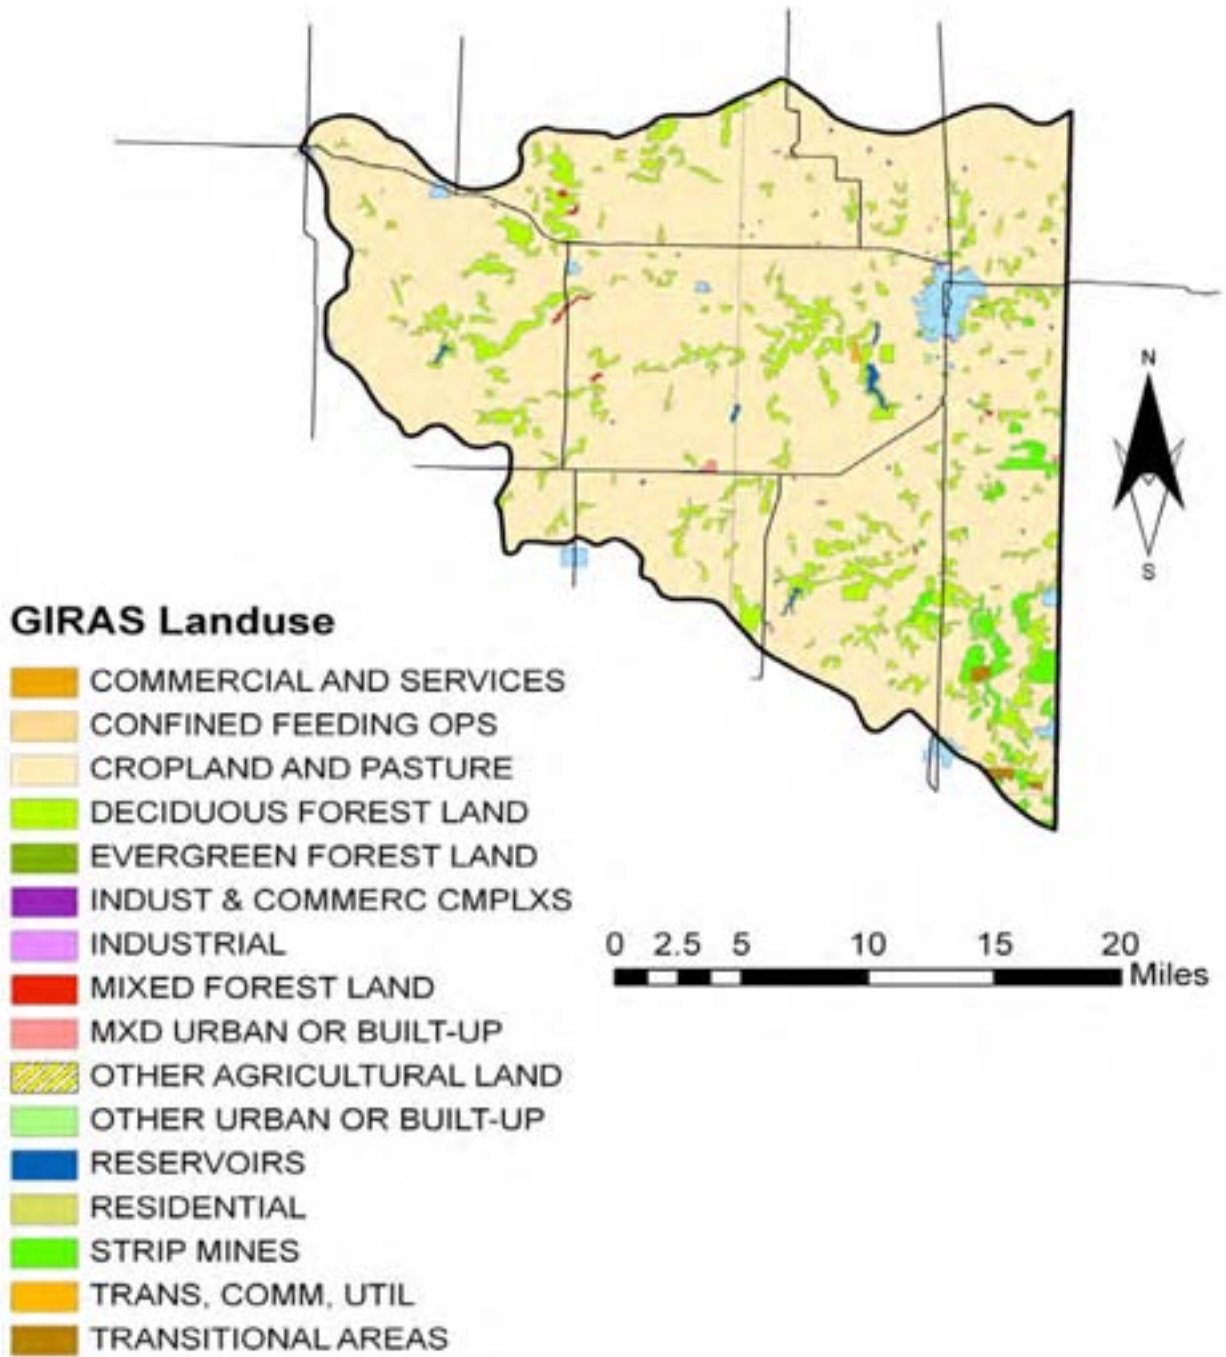 N
S
GIRAS Landuse
COMMERCIAL AND SERVICES
CONFINED FEEDING OPS
CROPLAND AND PASTURE
DECIDUOUS FOREST LAND
EVERGREEN FOREST LAND
INDUST & COMMERC CMPLXS
INDUSTRIAL
MIXED FOREST LAND
MXD URBAN OR BUILT-UP
OTHER AGRICULTURAL LAND
OTHER URBAN OR BUILT-UP
RESERVOIRS
RESIDENTIAL
STRIP MINES
TRANS, COMM, UTIL
TRANSITIONAL AREAS
0 2.5 5 10 15 20
Miles